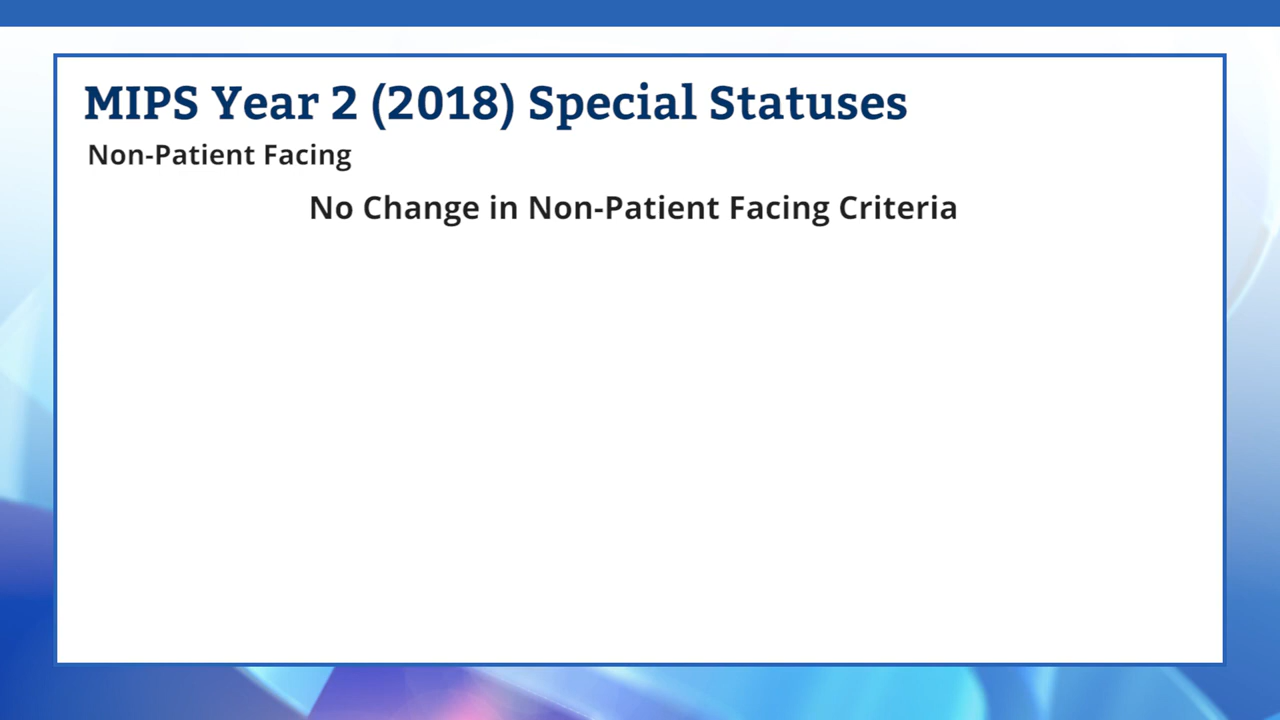 MIPS Year 2 (2018) Special Statuses
Non-Patient Facing
No Change in Non-Patient Facing Criteria